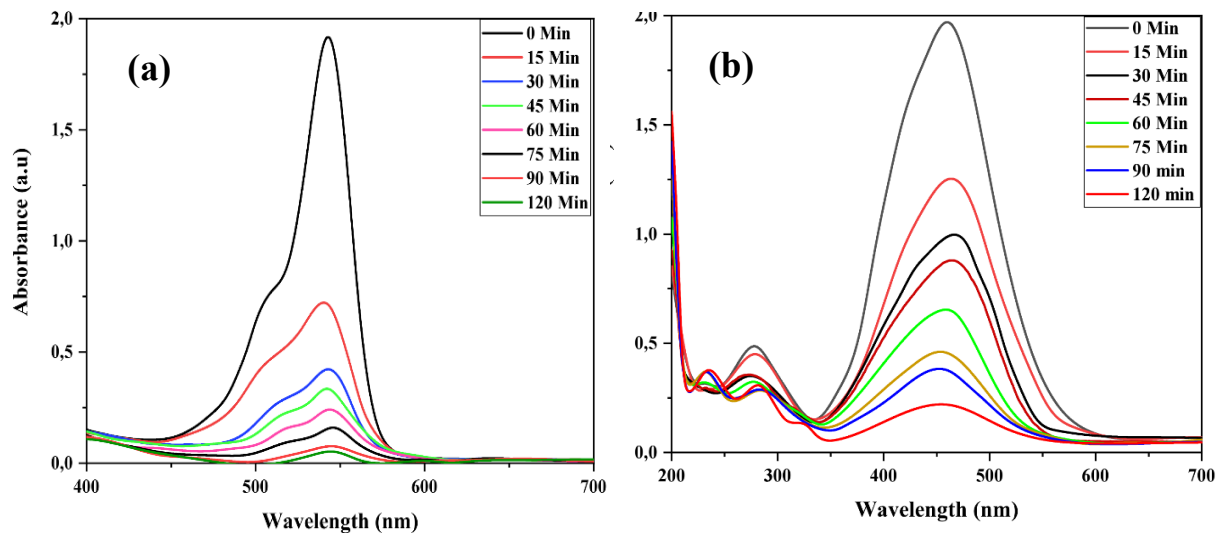 (a)
0 Min
15 Min
30 Min
45 Min
60 Min
75 Min
90 Min
120 Min
2,0
1,5
1,0
0,5
0,0
400
500
600
700
Absorbance (a.u)
Wavelength (nm)
(b)
0 Min
15 Min
30 Min
45 Min
60 Min
75 Min
90 min
120 min
2,0
1,5
1,0
0,5
0,0
200
300
400
500
600
700
Wavelength (nm)